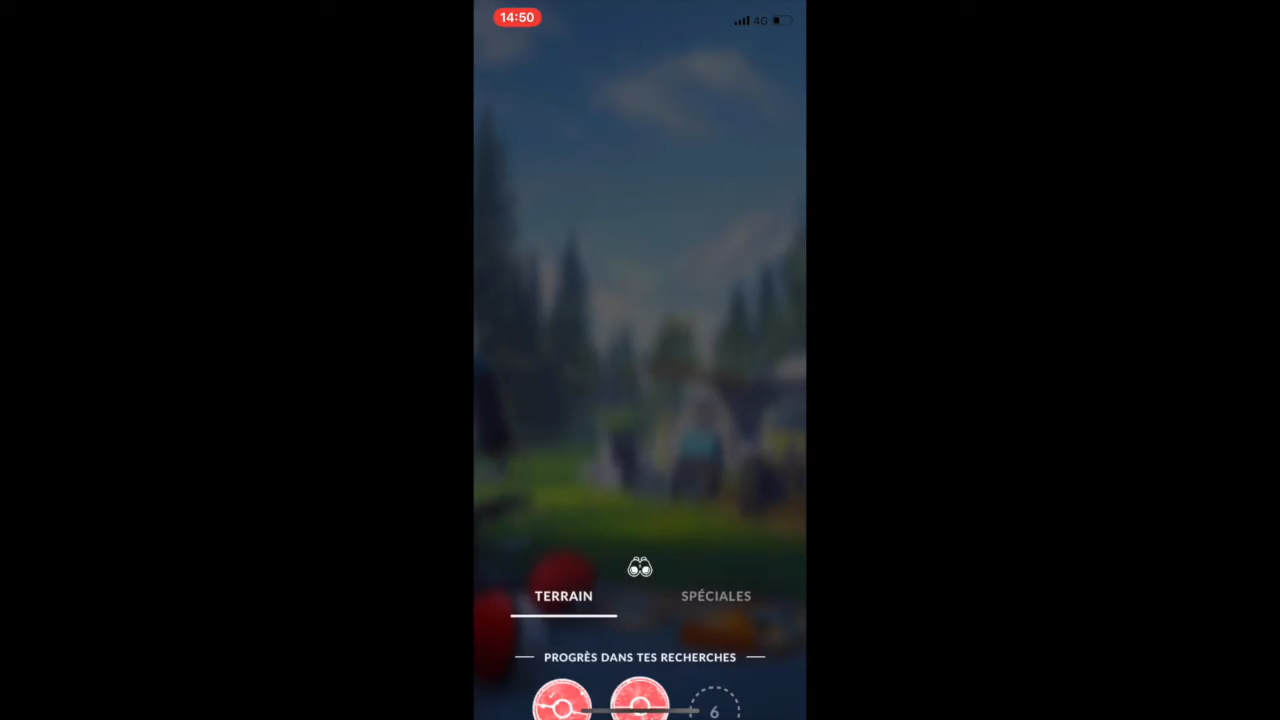 14:50
4G
TERRAIN
SPÉCIALES
PROGRÈS DANS TES RECHERCHES
6